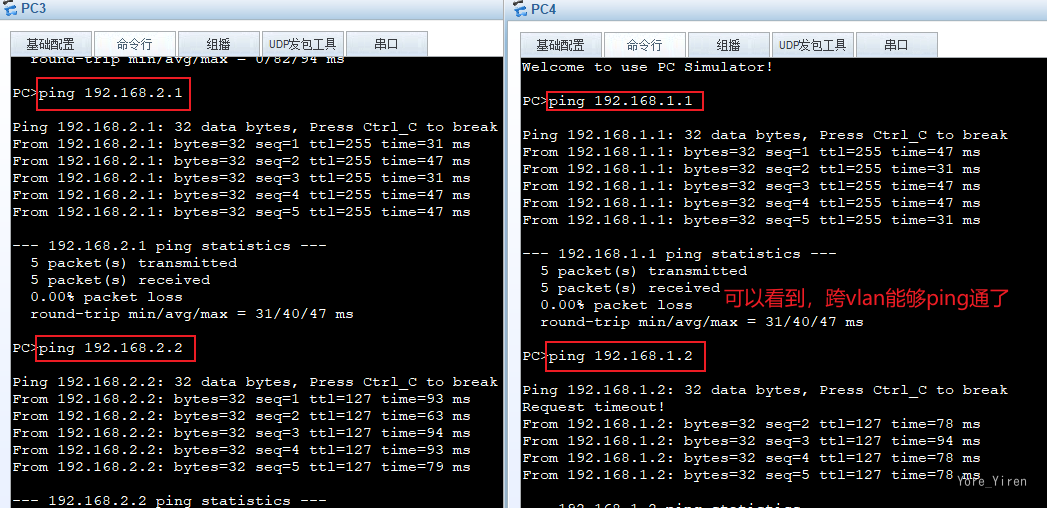 PC3
基础配置
命令行
组播
UDP发包工具
串口
round-trip min/avg/max = 0/82/94 ms
PC>ping 192.168.2.1
Ping 192.168.2.1: 32 data bytes, Press Ctrl_C to break
From 192.168.2.1: bytes=32 seq=1 ttl=255 time=31 ms
From 192.168.2.1: bytes=32 seq=2 ttl=255 time=47 ms
From 192.168.2.1: bytes=32 seq=3 ttl=255 time=31 ms
From 192.168.2.1: bytes=32 seq=4 ttl=255 time=47 ms
From 192.168.2.1: bytes=32 seq=5 ttl=255 time=47 ms
--- 192.168.2.1 ping statistics ---
5 packet(s) transmitted
5 packet(s) received
0.00% packet loss
round-trip min/avg/max = 31/40/47 ms
PC>ping 192.168.2.2
Ping 192.168.2.2: 32 data bytes, Press Ctrl_C to break
From 192.168.2.2: bytes=32 seq=1 ttl=127 time=93 ms
From 192.168.2.2: bytes=32 seq=2 ttl=127 time=63 ms
From 192.168.2.2: bytes=32 seq=3 ttl=127 time=94 ms
From 192.168.2.2: bytes=32 seq=4 ttl=127 time=93 ms
From 192.168.2.2: bytes=32 seq=5 ttl=127 time=79 ms
--- 192.168.2.2 ping statistics ---
PC4
基础配置
命令行
组播
UDP发包工具
串口
Welcome to use PC Simulator!
PC>ping 192.168.1.1
Ping 192.168.1.1: 32 data bytes, Press Ctrl_C to break
From 192.168.1.1: bytes=32 seq=1 ttl=255 time=47 ms
From 192.168.1.1: bytes=32 seq=2 ttl=255 time=31 ms
From 192.168.1.1: bytes=32 seq=3 ttl=255 time=47 ms
From 192.168.1.1: bytes=32 seq=4 ttl=255 time=47 ms
From 192.168.1.1: bytes=32 seq=5 ttl=255 time=31 ms
--- 192.168.1.1 ping statistics ---
5 packet(s) transmitted
5 packet(s) received
0.00% packet loss
可以看到，跨vlan能够ping通了
round-trip min/avg/max = 31/40/47 ms
PC>ping 192.168.1.2
Ping 192.168.1.2: 32 data bytes, Press Ctrl_C to break
Request timeout!
From 192.168.1.2: bytes=32 seq=2 ttl=127 time=78 ms
From 192.168.1.2: bytes=32 seq=3 ttl=127 time=94 ms
From 192.168.1.2: bytes=32 seq=4 ttl=127 time=78 ms
From 192.168.1.2: bytes=32 seq=5 ttl=127 time=78 ms
Yore_Yiren
--- 192.168.1.2 ping statistics ---